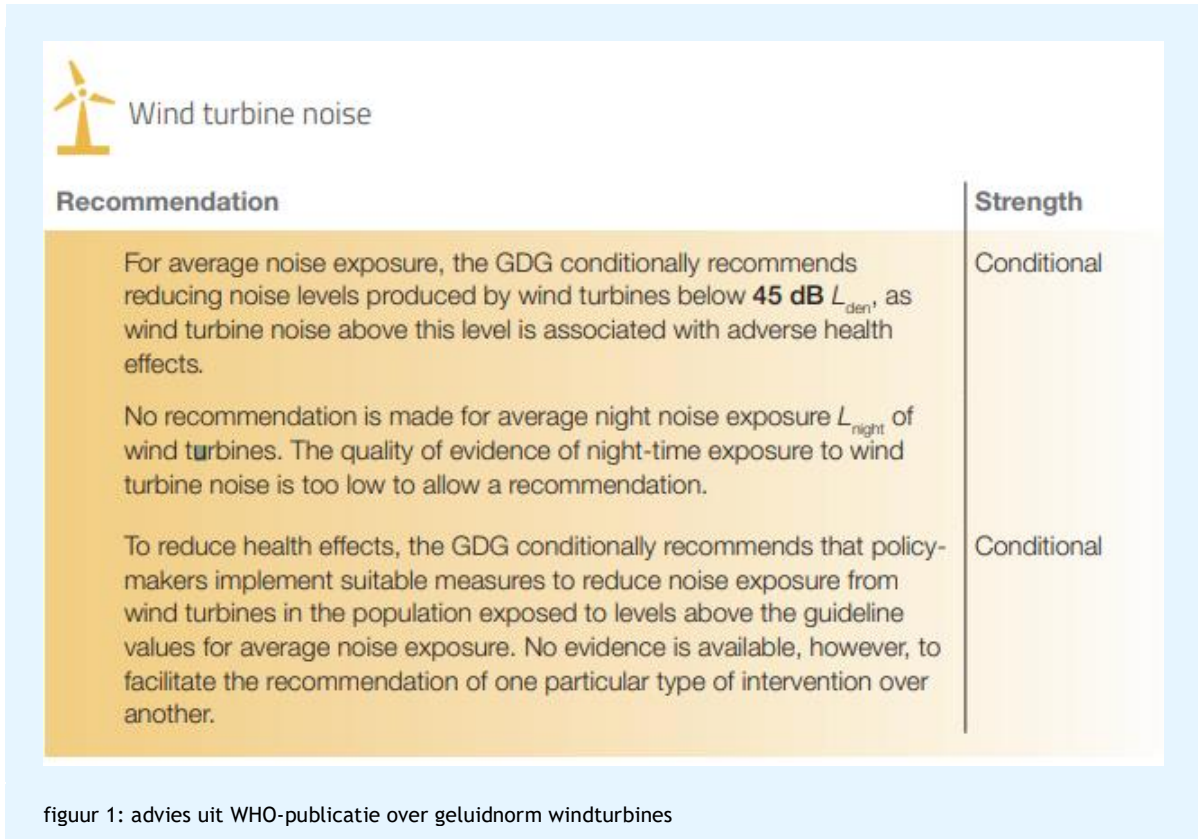 Wind turbine noise
Recommendation
Strength
For average noise exposure, the GDG conditionally recommends
Conditional
reducing noise levels produced by wind turbines below 45 dB Lden, as
wind turbine noise above this level is associated with adverse health
effects.
No recommendation is made for average night noise exposure Lnight of
wind turbines. The quality of evidence of night-time exposure to wind
turbine noise is too low to allow a recommendation.
To reduce health effects, the GDG conditionally recommends that policy-
Conditional
makers implement suitable measures to reduce noise exposure from
wind turbines in the population exposed to levels above the guideline
values for average noise exposure. No evidence is available, however, to
facilitate the recommendation of one particular type of intervention over
another.
figuur 1: advies uit WHO-publicatie over geluidnorm windturbines